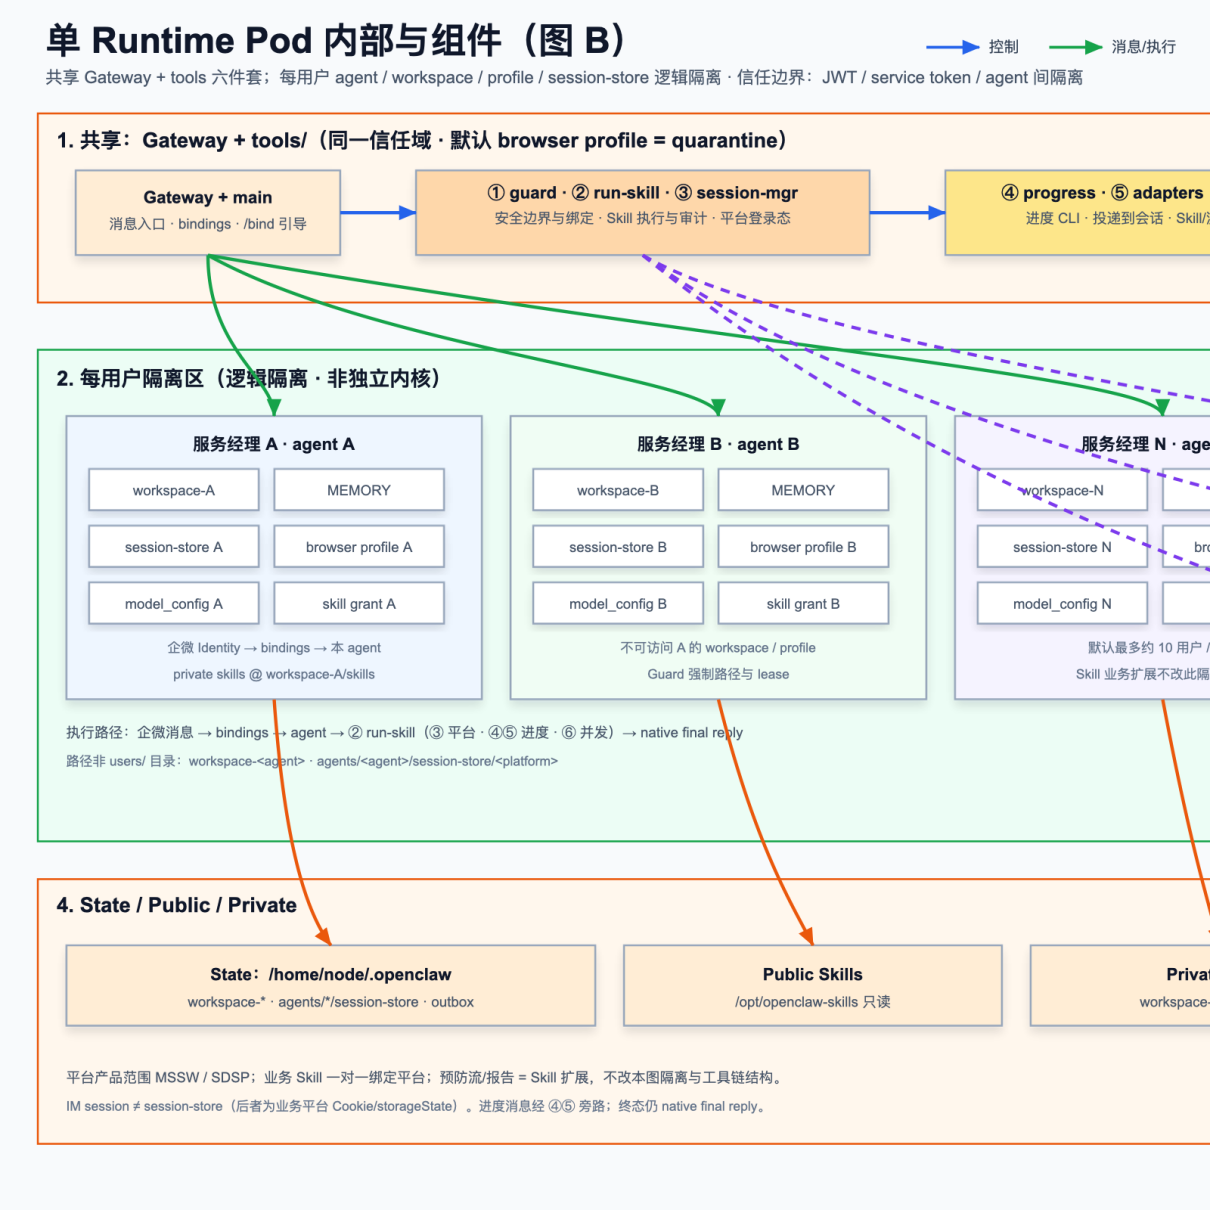 单 Runtime Pod 内部与组件（图 B）
控制
消息/执行
共享 Gateway + tools 六件套；每用户 agent / workspace / profile / session-store 逻辑隔离 · 信任边界：JWT / service token / agent 间隔离
1. 共享：Gateway + tools/（同一信任域 · 默认 browser profile = quarantine）
Gateway + main
消息入口 · bindings · /bind 引导
① guard · ② run-skill · ③ session-mgr
安全边界与绑定 · Skill 执行与审计 · 平台登录态
④ progress · ⑤ adapters
进度 CLI · 投递到会话 · Skill/
2. 每用户隔离区（逻辑隔离 · 非独立内核）
服务经理 A · agent A
workspace-A
MEMORY
session-store A
browser profile A
model_config A
skill grant A
企微 Identity → bindings → 本 agent
private skills @ workspace-A/skills
服务经理 B · agent B
workspace-B
MEMORY
session-store B
browser profile B
model_config B
skill grant B
不可访问 A 的 workspace / profile
Guard 强制路径与 lease
服务经理 N · age
workspace-N
session-store N
bro
model_config N
默认最多约 10 用户 /
Skill 业务扩展不改此隔
执行路径：企微消息 → bindings → agent → ② run-skill（③ 平台 · ④⑤ 进度 · ⑥ 并发）→ native final reply
路径非 users/ 目录：workspace-<agent> · agents/<agent>/session-store/<platform>
4. State / Public / Private
State：/home/node/.openclaw
workspace-* · agents/*/session-store · outbox
Public Skills
/opt/openclaw-skills 只读
Privat
workspace-
平台产品范围 MSSW / SDSP；业务 Skill 一对一绑定平台；预防流/报告 = Skill 扩展，不改本图隔离与工具链结构。
IM session ≠ session-store（后者为业务平台 Cookie/storageState）。进度消息经 ④⑤ 旁路；终态仍 native final reply。